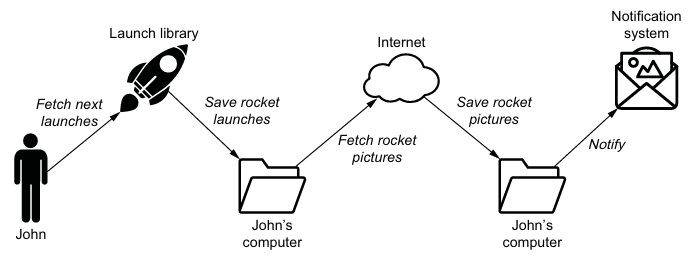 Launch library
Fetch next
launches
John
Save rocket
launches
John's
computer
Internet
Fetch rocket
pictures
Save rocket
pictures
John's
computer
Notify
Notification
system